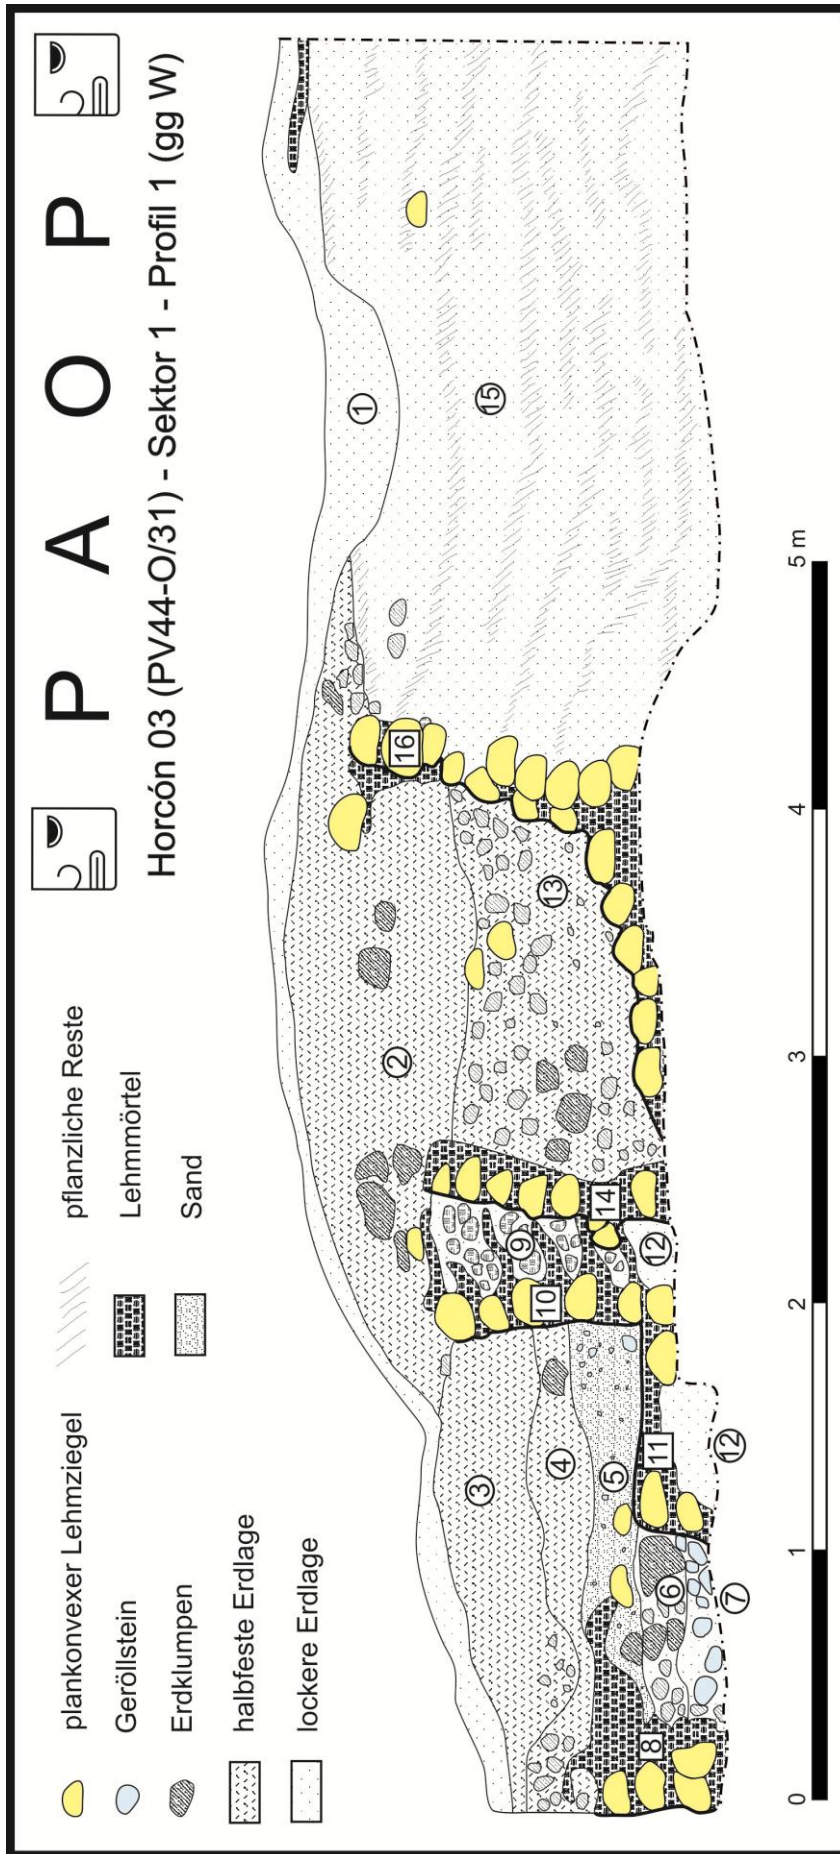 P A O P
Horcón 03 (PV44-O/31) - Sektor 1 - Profil 1 (gg W)
plankonvexer Lehmziegel
Geröllstein
Erdklumpen
halbfeste Erdlage
lockere Erdlage
pflanzliche Reste
Lehmmörtel
Sand
1
2
3
4
5
6
7
8
9
10
11
12
12
13
14
15
16
0 1 2 3 4 5 m